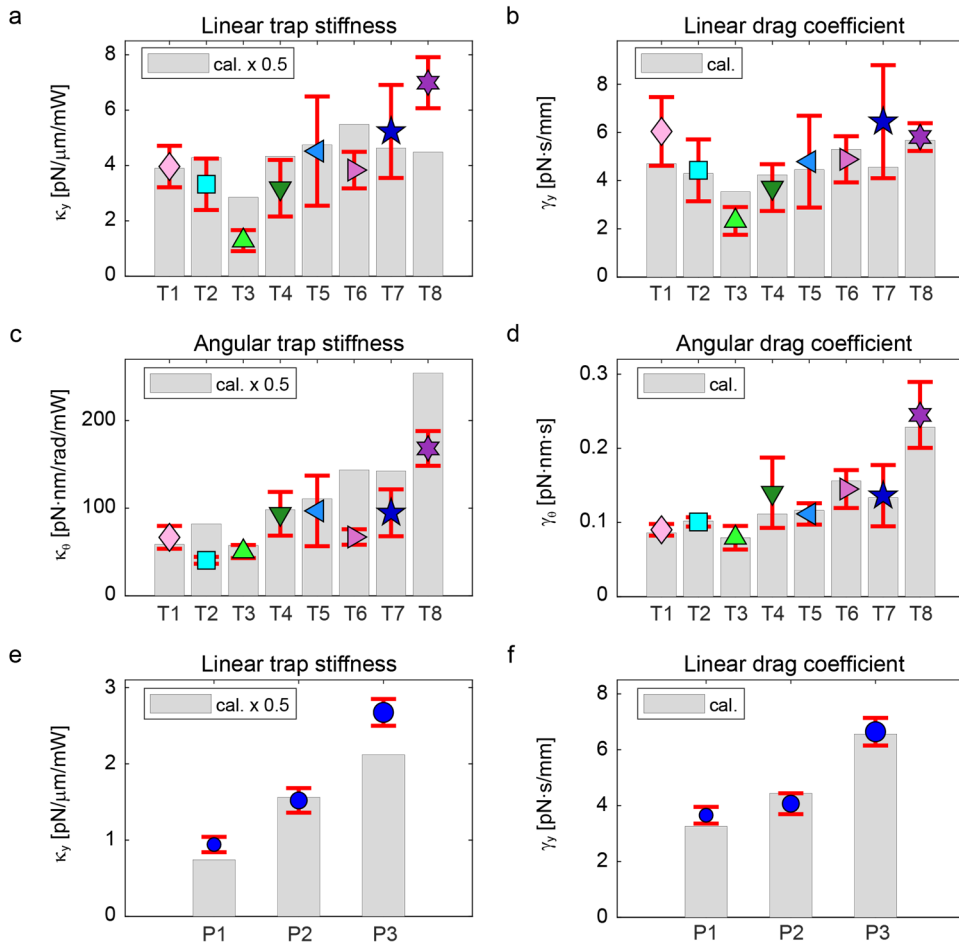 a
Linear trap stiffness
cal. x 0.5
κy [pN/μm/mW]
8
6
4
2
0
T1 T2 T3 T4 T5 T6 T7 T8
b
Linear drag coefficient
cal.
γy [pN·s/mm]
8
6
4
2
0
T1 T2 T3 T4 T5 T6 T7 T8
c
Angular trap stiffness
cal. x 0.5
κθ [pN·nm/rad/mW]
200
100
0
T1 T2 T3 T4 T5 T6 T7 T8
d
Angular drag coefficient
cal.
γθ [pN·nm·s]
0.3
0.2
0.1
0
T1 T2 T3 T4 T5 T6 T7 T8
e
Linear trap stiffness
cal. x 0.5
κy [pN/μm/mW]
3
2
1
0
P1 P2 P3
f
Linear drag coefficient
cal.
γy [pN·s/mm]
8
6
4
2
0
P1 P2 P3